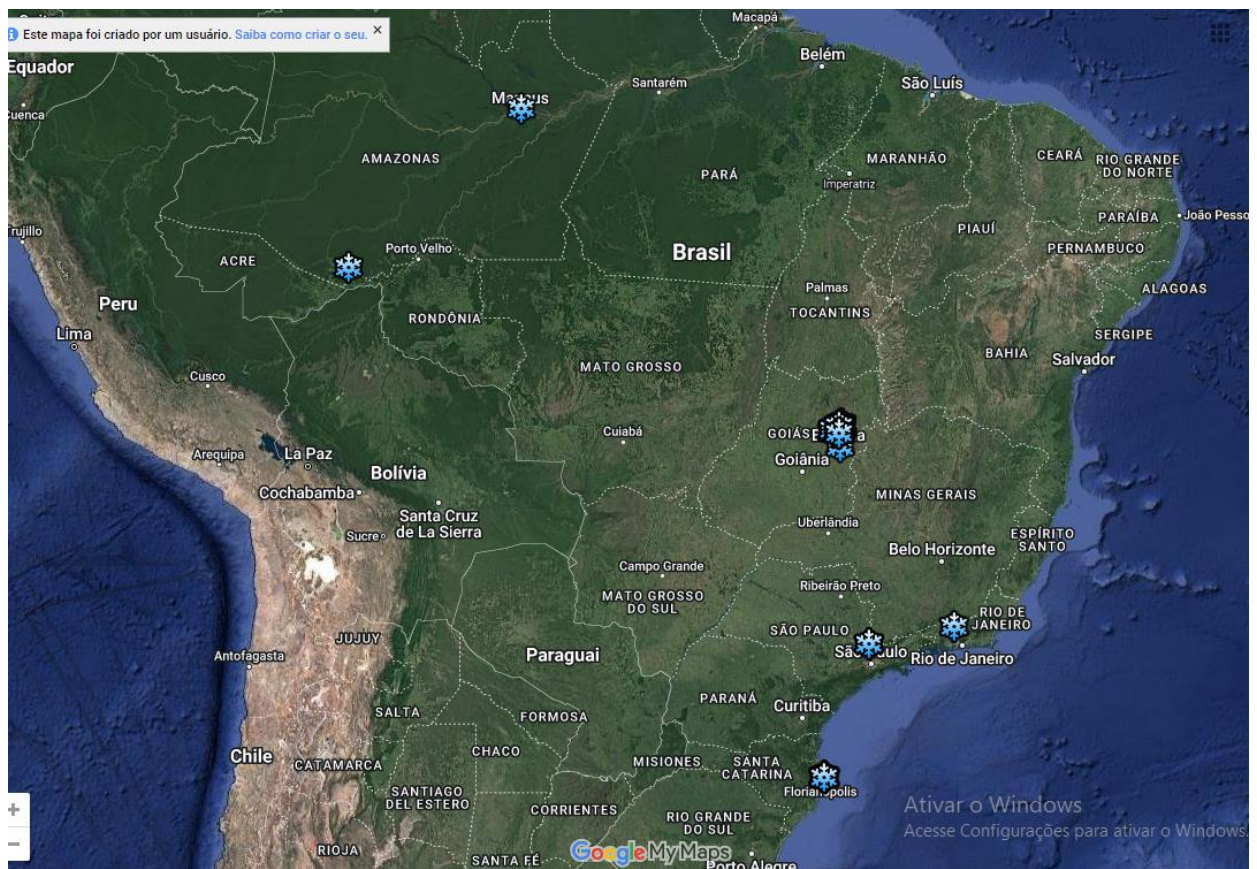 Macapá
Este mapa foi criado por um usuário. Saiba como criar o seu. ×
Belém
Equador
Santarém
São Luís
Cuenca
AMAZONAS
MARANHÃO
CEARÁ
RIO GRANDE
DO NORTE
PARÁ
Imperatriz
PARAÍBA
João Pesso
Trujillo
PIAUÍ
Porto Velho
Brasil
PERNAMBUCO
ACRE
Palmas
ALAGOAS
Peru
TOCANTINS
RONDÔNIA
Lima
SERGIPE
BAHIA
Salvador
MATO GROSSO
Cusco
GOIÁS
Cuiabá
Arequipa
La Paz
Goiânia
Bolívia
Cochabamba
MINAS GERAIS
Santa Cruz
de La Sierra
Uberlândia
Sucre
ESPÍRITO
SANTO
Belo Horizonte
Campo Grande
Ribeirão Preto
MATO GROSSO
DO SUL
RIO DE
JANEIRO
SÃO PAULO
JUJUY
Antofagasta
Paraguai
Rio de Janeiro
PARANÁ
SALTA
FORMOSA
Curitiba
CHACO
Chile
CATAMARCA
MISIONES
SANTA
CATARINA
SANTIAGO
DEL ESTERO
Ativar o Windows
CORRIENTES
RIO GRANDE
DO SUL
Acesse Configurações para ativar o Windows.
+
−
RIOJA
SANTA FÉ
Google My Maps
Porto Alegre